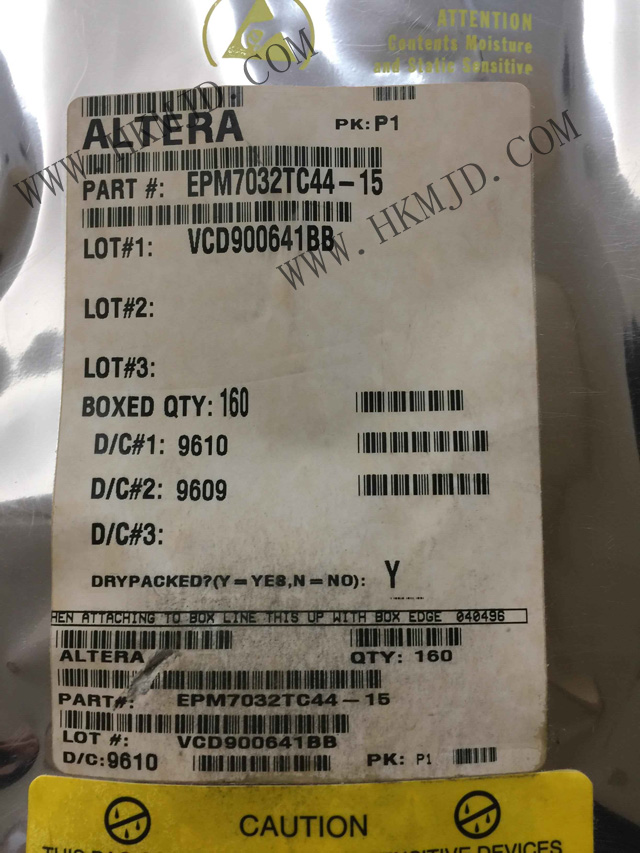 ATTENTION
Contents Moisture
and Static Sensitive
ALTERA
PK: P1
PART #: EPM7032TC44-15
LOT#1: VCD900641BB
LOT#2:
LOT#3:
BOXED QTY: 160
D/C#1: 9610
D/C#2: 9609
D/C#3:
DRYPACKED?(Y=YES,N=NO): Y
HEN ATTACHING TO BOX LINE THIS UP WITH BOX EDGE 040496
ALTERA QTY: 160
PART#: EPM7032TC44-15
LOT #: VCD900641BB
D/C:9610 PK: P1
CAUTION
WWW.HKMJD.COM
WWW.HKMJD.COM